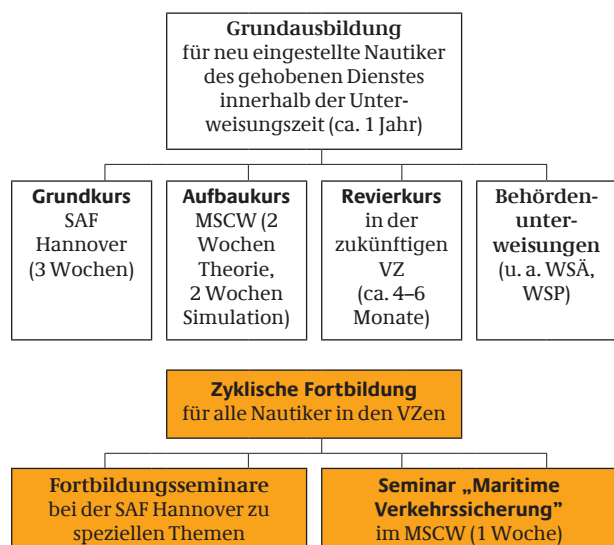 Grundausbildung
für neu eingestellte Nautiker
des gehobenen Dienstes
innerhalb der Unter-
weisungszeit (ca. 1 Jahr)
Grundkurs
SAF
Hannover
(3 Wochen)
Aufbaukurs
MSCW (2
Wochen
Theorie,
2 Wochen
Simulation)
Revierkurs
in der
zukünftigen
VZ
(ca. 4–6
Monate)
Behörden-
unter-
weisungen
(u. a. WSÄ,
WSP)
Zyklische Fortbildung
für alle Nautiker in den VZen
Fortbildungsseminare
bei der SAF Hannover zu
speziellen Themen
Seminar „Maritime
Verkehrssicherung”
im MSCW (1 Woche)